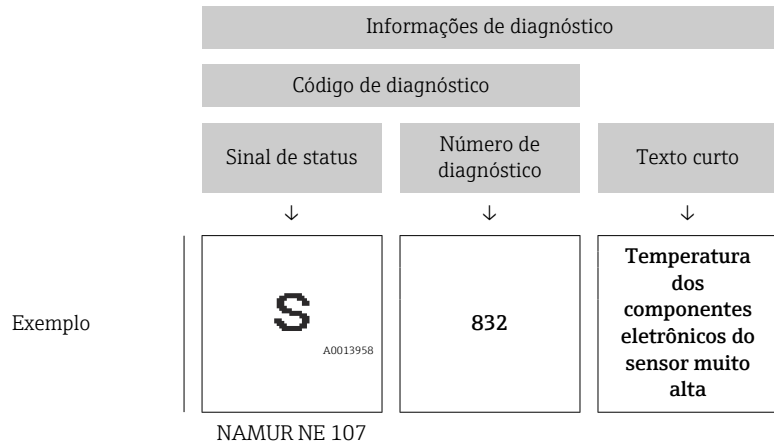 Informações de diagnóstico
Código de diagnóstico
Sinal de status
Número de
diagnóstico
Texto curto
↓ ↓ ↓
Exemplo
S
A0013958
832
Temperatura
dos
componentes
eletrônicos do
sensor muito
alta
NAMUR NE 107